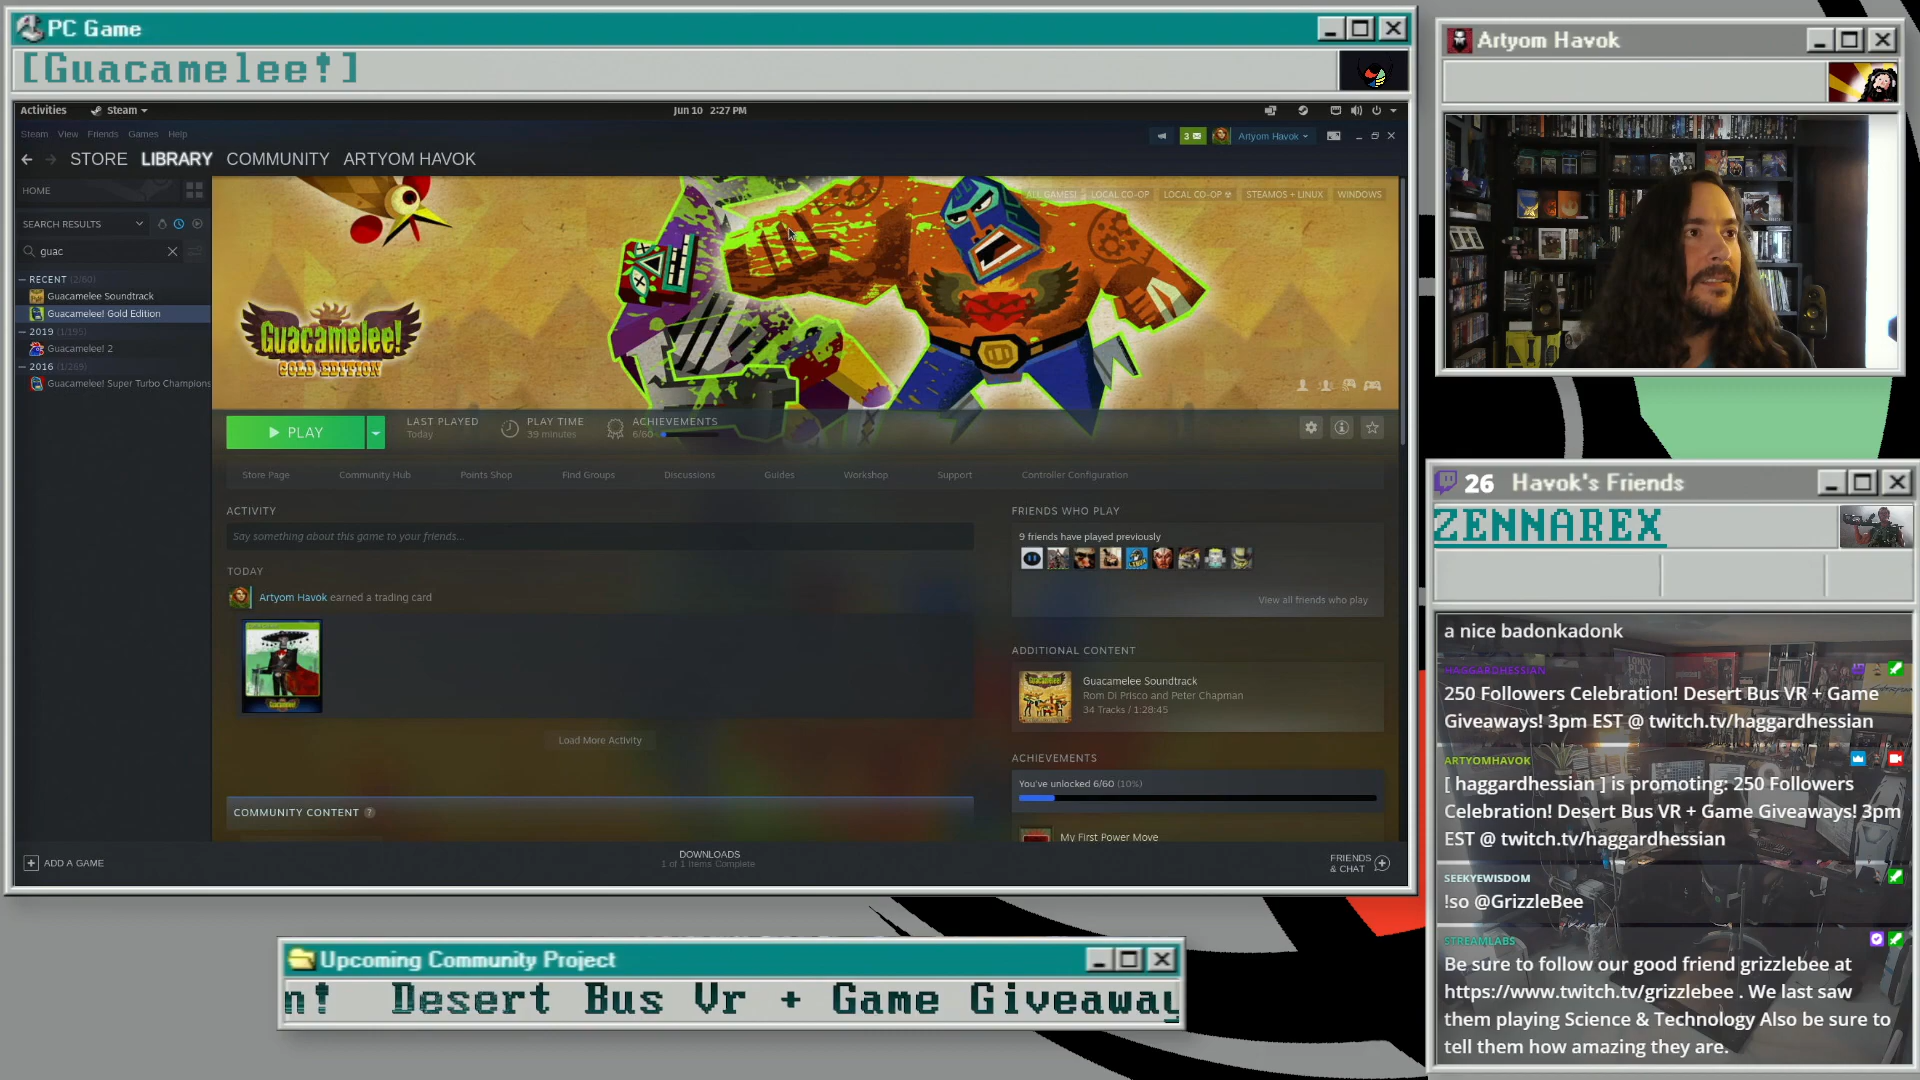 PC Game
[Guacamelee!]
Activities
Steam
Jun 10 2:27 PM
Steam View Friends Games Help
3
Artyom Havok
STORE LIBRARY COMMUNITY ARTYOM HAVOK
HOME
SEARCH RESULTS
guac
RECENT (2/60)
Guacamelee Soundtrack
Guacamelee! Gold Edition
2019 (1/195)
Guacamelee! 2
2016 (1/269)
Guacamelee! Super Turbo Champions
ALL GAMES! LOCAL CO-OP LOCAL CO-OP STEAMOS + LINUX WINDOWS
Guacamelee!
GOLD EDITION
PLAY
LAST PLAYED
Today
PLAY TIME
39 minutes
ACHIEVEMENTS
6/60
Store Page Community Hub Points Shop Find Groups Discussions Guides Workshop Support Controller Configuration
ACTIVITY
Say something about this game to your friends...
TODAY
Artyom Havok earned a trading card
Load More Activity
COMMUNITY CONTENT ?
FRIENDS WHO PLAY
9 friends have played previously
View all friends who play
ADDITIONAL CONTENT
Guacamelee Soundtrack
Rom Di Prisco and Peter Chapman
34 Tracks / 1:28:45
ACHIEVEMENTS
You've unlocked 6/60 (10%)
My First Power Move
ADD A GAME
DOWNLOADS
1 of 1 Items Complete
FRIENDS
& CHAT
Artyom Havok
26 Havok's Friends
ZENNAREX
a nice badonkadonk
HAGGARDHESSIAN
250 Followers Celebration! Desert Bus VR + Game
Giveaways! 3pm EST @ twitch.tv/haggardhessian
ARTYOMHAVOK
[ haggardhessian ] is promoting: 250 Followers
Celebration! Desert Bus VR + Game Giveaways! 3pm
EST @ twitch.tv/haggardhessian
SEEKYEWISDOM
!so @GrizzleBee
STREAMLABS
Be sure to follow our good friend grizzlebee at
https://www.twitch.tv/grizzlebee . We last saw
them playing Science & Technology Also be sure to
tell them how amazing they are.
Upcoming Community Project
n! Desert Bus Vr + Game Giveaway